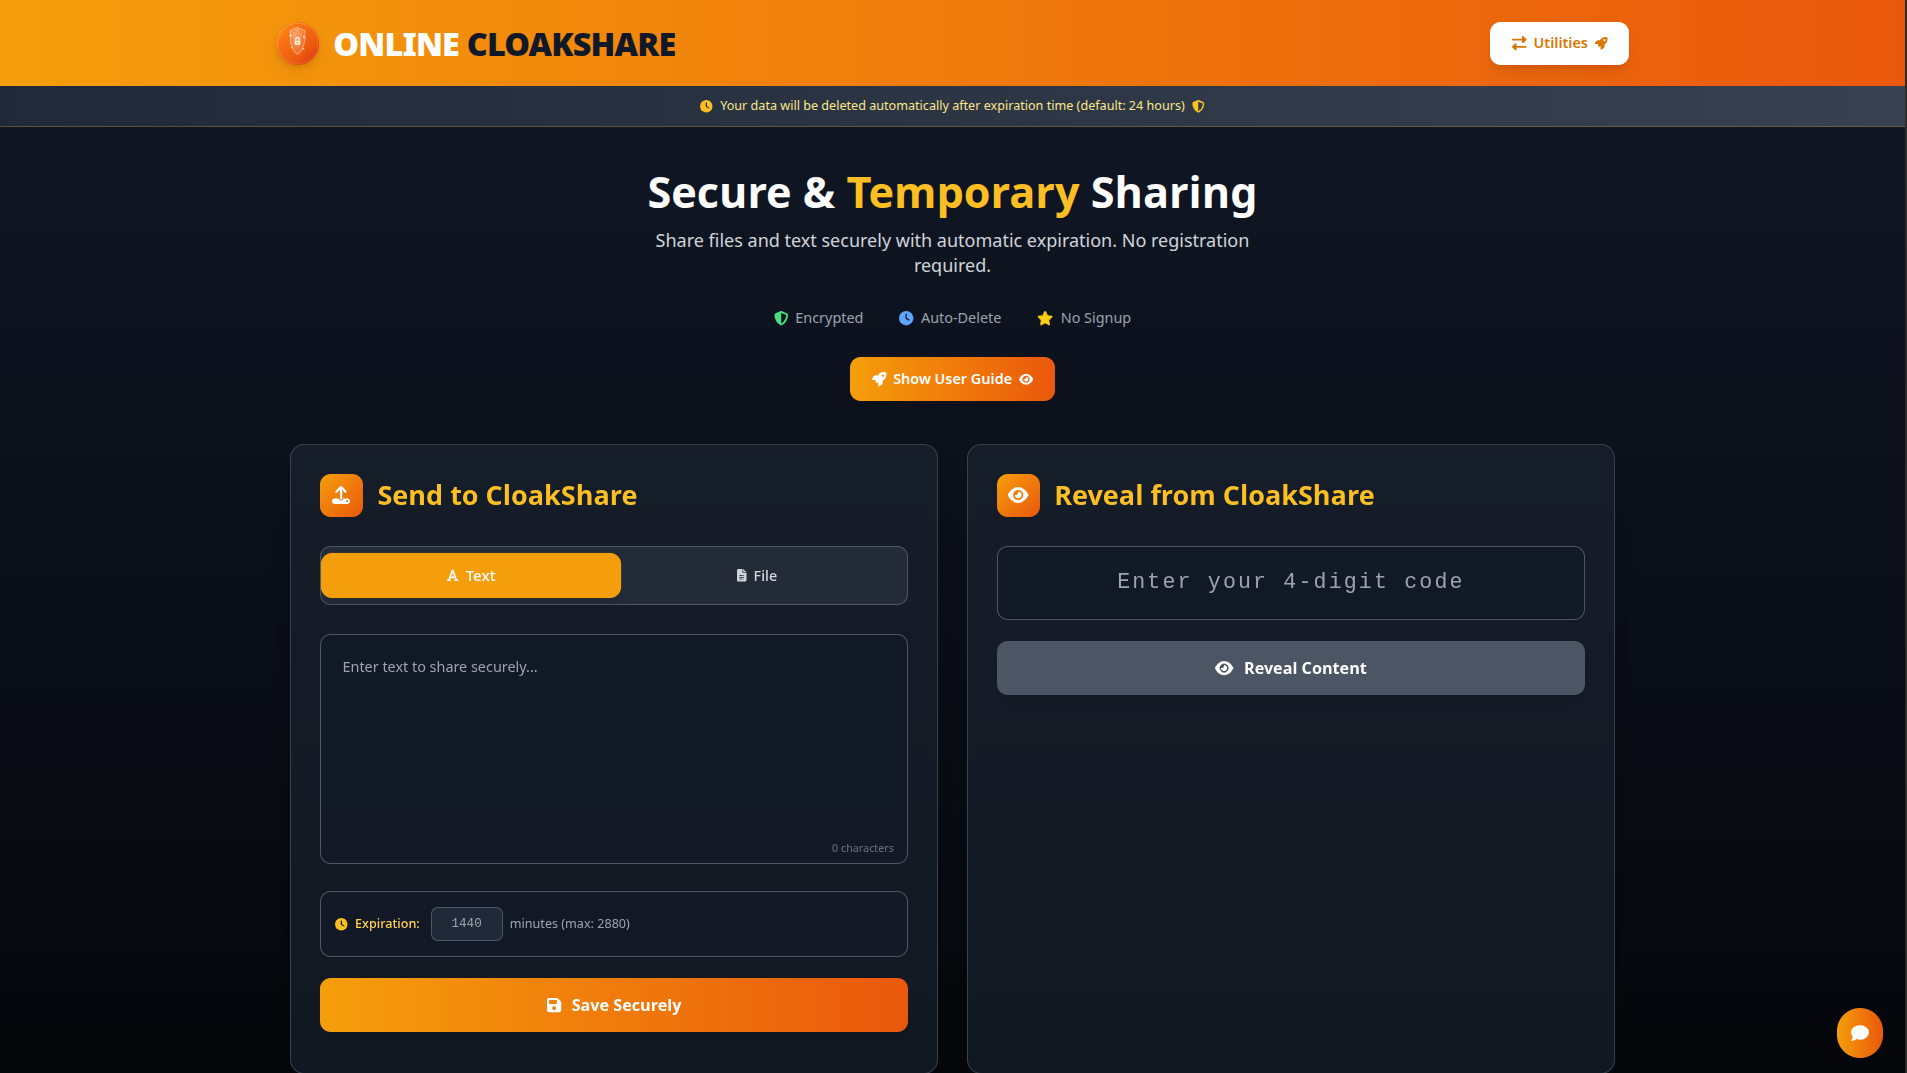 ONLINE CLOAKSHARE
Utilities
Your data will be deleted automatically after expiration time (default: 24 hours)
Secure & Temporary Sharing
Share files and text securely with automatic expiration. No registration
required.
Encrypted
Auto-Delete
No Signup
Show User Guide
Send to CloakShare
Text
File
Enter text to share securely...
0 characters
Expiration: 1440 minutes (max: 2880)
Save Securely
Reveal from CloakShare
Enter your 4-digit code
Reveal Content